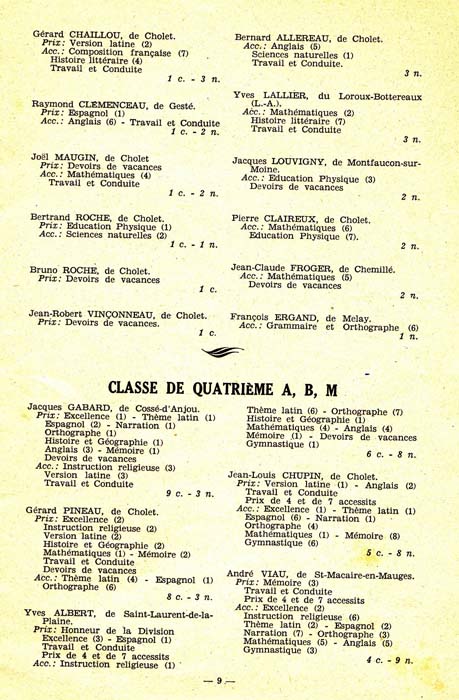 Gérard CHAILLOU, de Cholet.
Prix: Version latine (2)
Acc.: Composition française (7)
Histoire littéraire (4)
Travail et Conduite
1 c. - 3 n.
Raymond CLÉMENCEAU, de Gesté.
Prix: Espagnol (1)
Acc.: Anglais (6) - Travail et Conduite
1 c. - 2 n.
Joël MAUGIN, de Cholet
Prix: Devoirs de vacances
Acc.: Mathématiques (4)
Travail et Conduite
1 c. - 2 n.
Bertrand ROCHE, de Cholet.
Prix: Education Physique (1)
Acc.: Sciences naturelles (2)
1 c. - 1 n.
Bruno ROCHE, de Cholet.
Prix: Devoirs de vacances
1 c.
Jean-Robert VINÇONNEAU, de Cholet.
Prix: Devoirs de vacances.
1 c.
Bernard ALLEREAU, de Cholet.
Acc.: Anglais (5)
Sciences naturelles (1)
Travail et Conduite.
3 n.
Yves LALLIER, du Loroux-Bottereaux
(L.-A.).
Acc.: Mathématiques (2)
Histoire littéraire (7)
Travail et Conduite
3 n.
Jacques LOUVIGNY, de Montfaucon-sur-
Moine.
Acc.: Education Physique (3)
Devoirs de vacances
2 n.
Pierre CLAIREUX, de Cholet.
Acc.: Mathématiques (6)
Education Physique (7).
2 n.
Jean-Claude FROGER, de Chemillé.
Acc.: Mathématiques (5)
Devoirs de vacances
2 n.
François ERGAND, de Melay.
Acc.: Grammaire et Orthographe (6)
1 n.
CLASSE DE QUATRIÈME A, B, M
Jacques GABARD, de Cossé-d'Anjou.
Prix: Excellence (1) - Thème latin (1)
Espagnol (2) - Narration (1)
Orthographe (1)
Histoire et Géographie (1)
Anglais (3) - Mémoire (1)
Devoirs de vacances
Acc.: Instruction religieuse (3)
Version latine (3)
Travail et Conduite
9 c. - 3 n.
Gérard PINEAU, de Cholet.
Prix: Excellence (2)
Instruction religieuse (2)
Version latine (2)
Histoire et Géographie (2)
Mathématiques (1) - Mémoire (2)
Travail et Conduite
Devoirs de vacances
Acc.: Thème latin (4) - Espagnol (1)
Orthographe (6)
8 c. - 3 n.
Yves ALBERT, de Saint-Laurent-de-la-
Plaine.
Prix: Honneur de la Division
Excellence (3) - Espagnol (1)
Travail et Conduite
Prix de 4 et de 7 accessits
Acc.: Instruction religieuse (1)
Thème latin (6) - Orthographe (7)
Histoire et Géographie (1)
Mathématiques (4) - Anglais (4)
Mémoire (1) - Devoirs de vacances
Gymnastique (1)
6 c. - 8 n.
Jean-Louis CHUPIN, de Cholet.
Prix: Version latine (1) - Anglais (2)
Travail et Conduite
Prix de 4 et de 7 accessits
Acc.: Excellence (1) - Thème latin (1)
Espagnol (6) - Narration (1)
Orthographe (4)
Mathématiques (1) - Mémoire (8)
Gymnastique (6)
5 c. - 8 n.
André VIAU, de St-Macaire-en-Mauges.
Prix: Mémoire (3)
Travail et Conduite
Prix de 4 et de 7 accessits
Acc.: Excellence (2)
Instruction religieuse (6)
Thème latin (2) - Espagnol (2)
Narration (7) - Orthographe (3)
Mathématiques (5) - Anglais (5)
Gymnastique (3)
4 c. - 9 n.
— 9 —